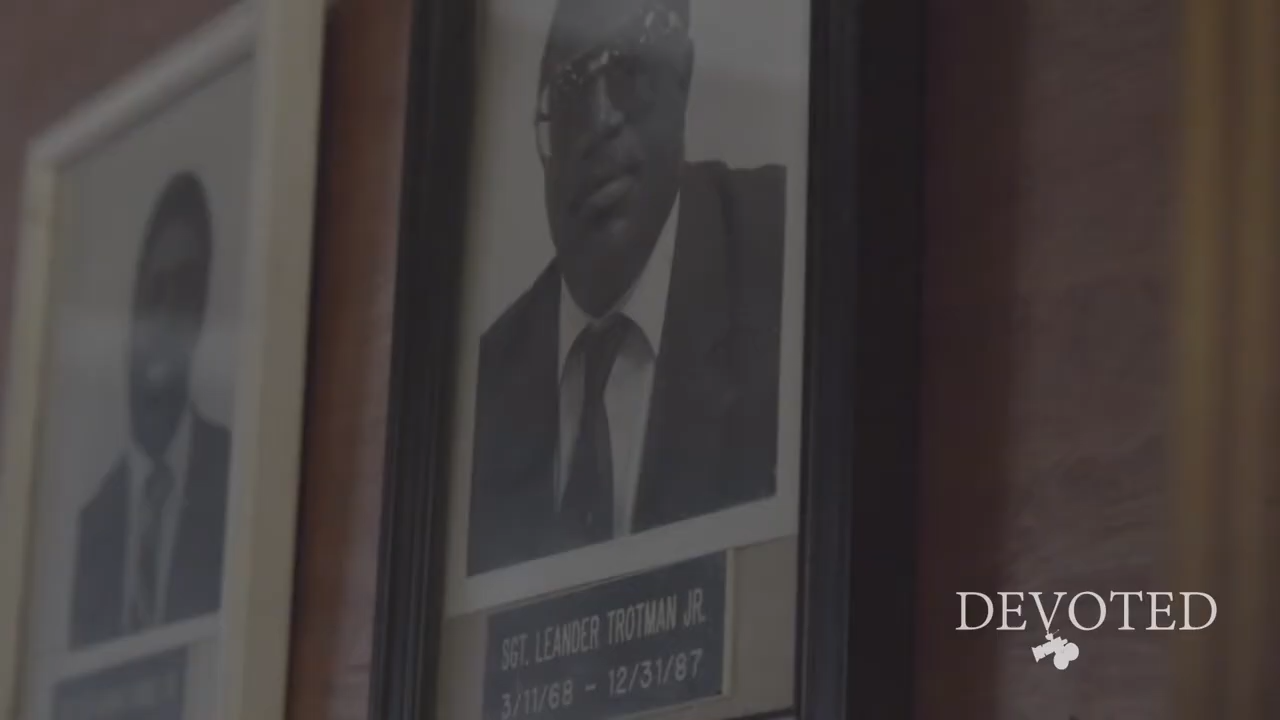 SGT. LEANDER TROTMAN JR.
3/11/68 - 12/31/87
DEVOTED